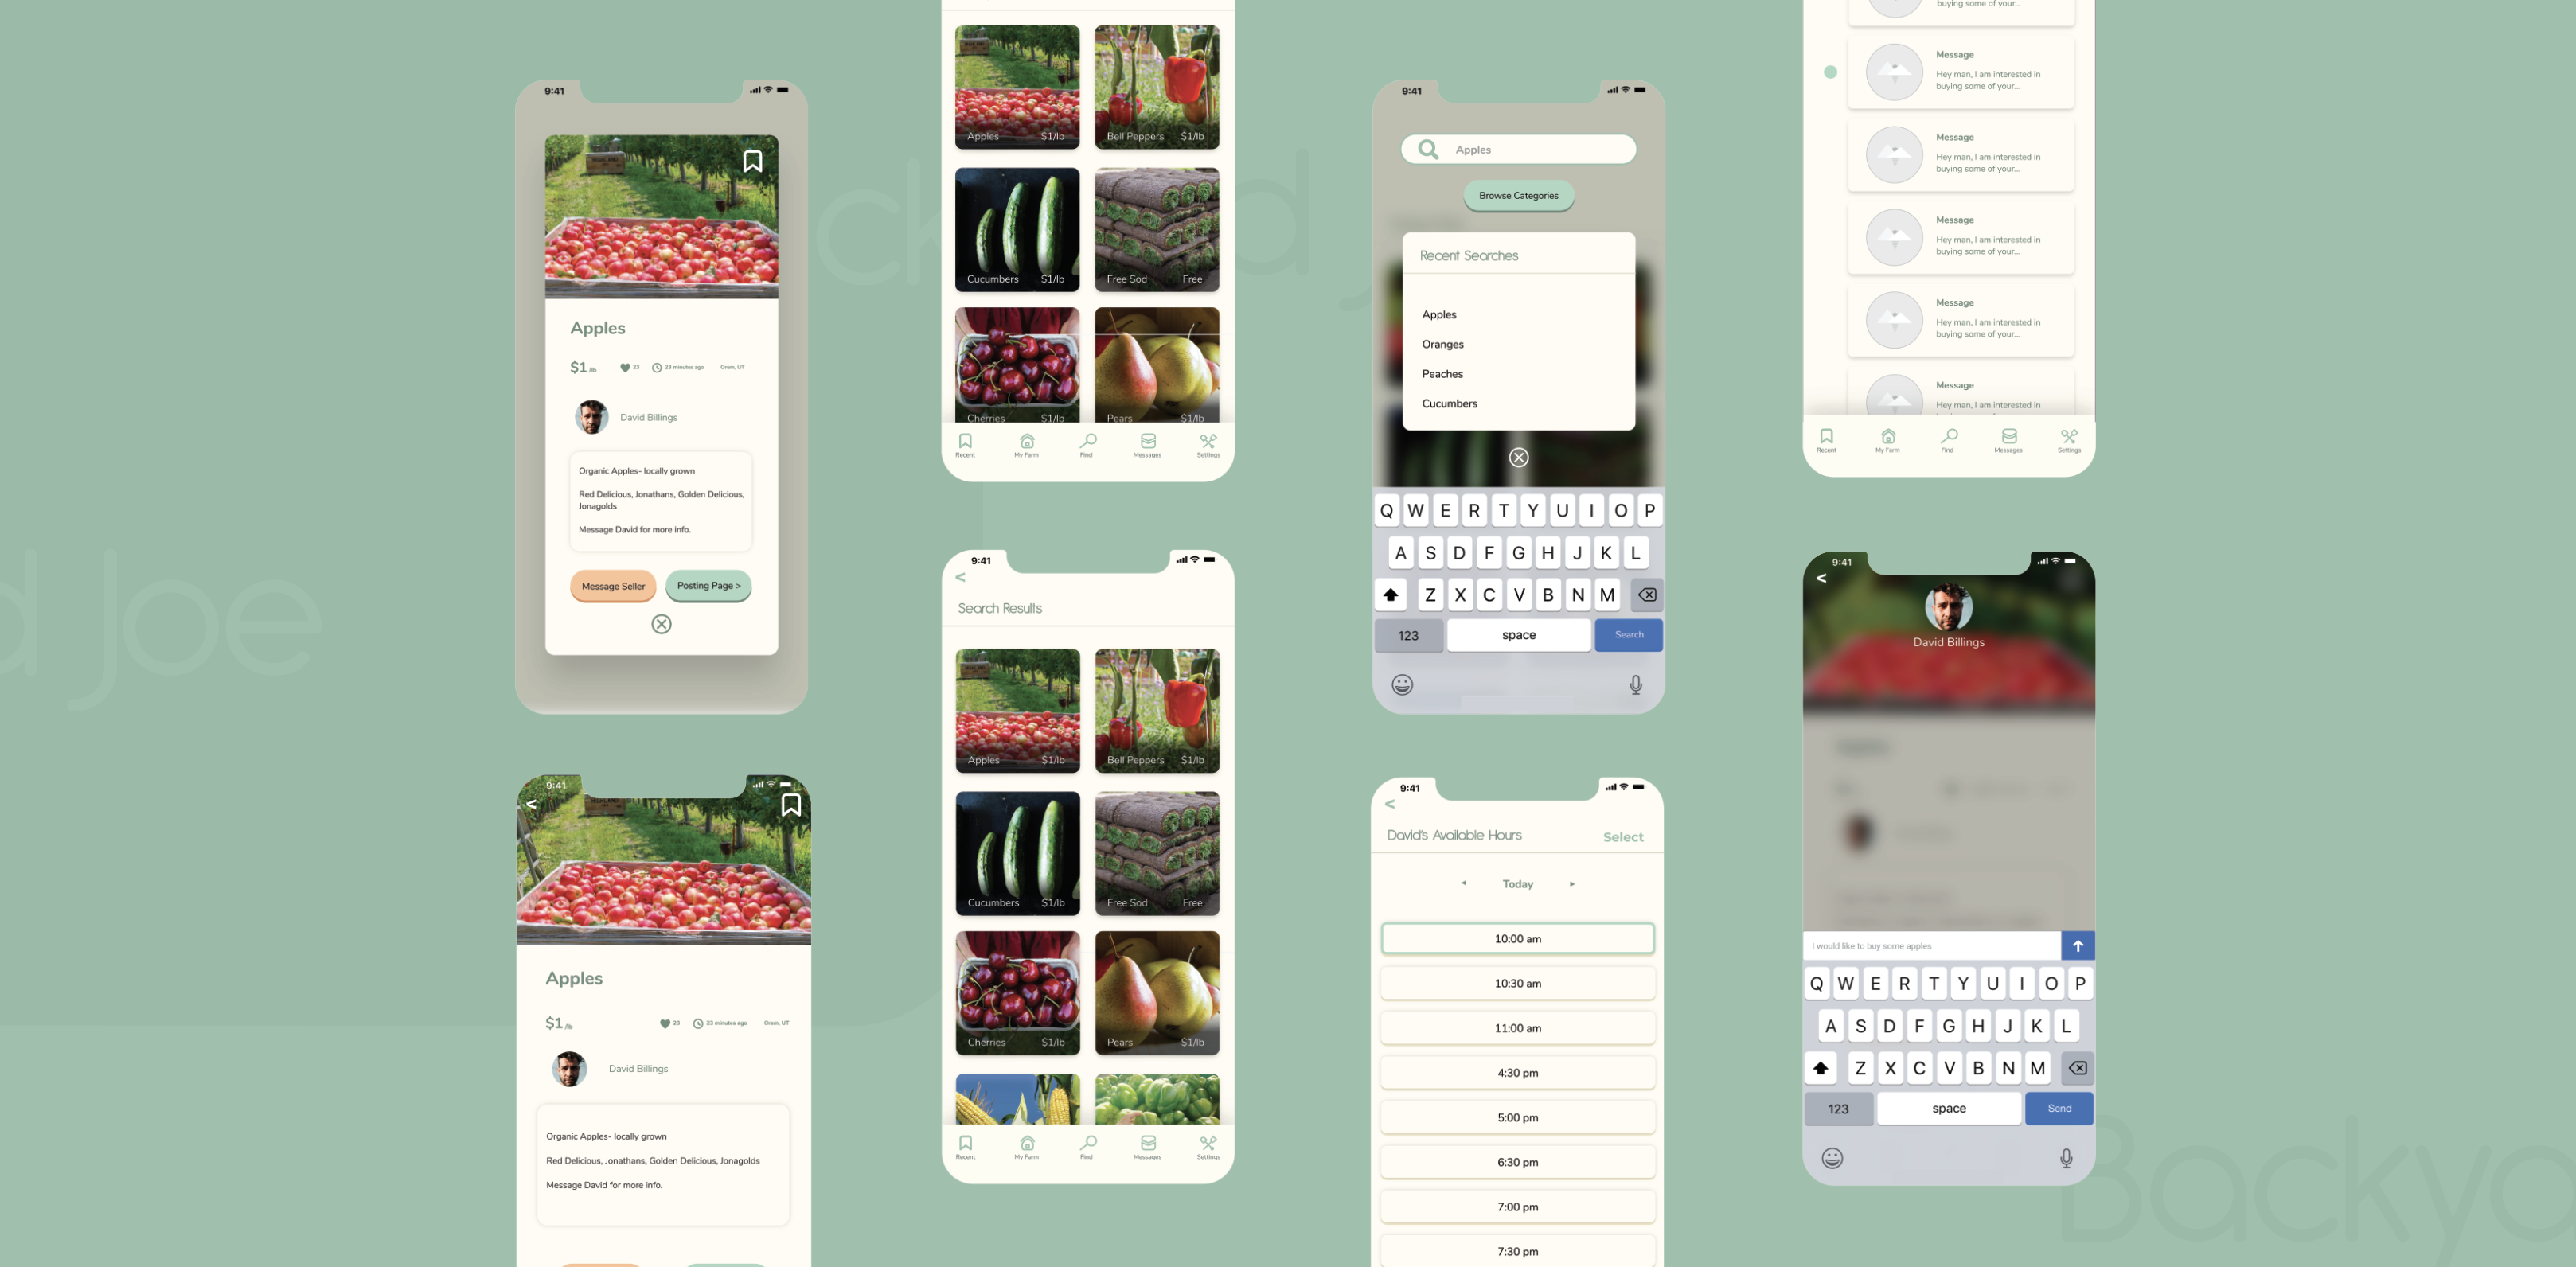 9:41
Apples
$1 /lb
23
23 minutes ago
Orem, UT
David Billings
Organic Apples- locally grown
Red Delicious, Jonathans, Golden Delicious,
Jonagolds
Message David for more info.
Message Seller
Posting Page >
9:41
<
Apples
$1 /lb
23
23 minutes ago
Orem, UT
David Billings
Organic Apples- locally grown
Red Delicious, Jonathans, Golden Delicious, Jonagolds
Message David for more info.
Apples $1/lb
Bell Peppers $1/lb
Cucumbers $1/lb
Free Sod Free
Cherries $1/lb
Pears $1/lb
Recent
My Farm
Find
Messages
Settings
9:41
<
Search Results
Apples $1/lb
Bell Peppers $1/lb
Cucumbers $1/lb
Free Sod Free
Cherries $1/lb
Pears $1/lb
Recent
My Farm
Find
Messages
Settings
9:41
Apples
Browse Categories
Recent Searches
Apples
Oranges
Peaches
Cucumbers
Q W E R T Y U I O P
A S D F G H J K L
Z X C V B N M
123 space Search
9:41
<
David's Available Hours
Select
Today
10:00 am
10:30 am
11:00 am
4:30 pm
5:00 pm
6:30 pm
7:00 pm
7:30 pm
buying some of your...
Message
Hey man, I am interested in
buying some of your...
Message
Hey man, I am interested in
buying some of your...
Message
Hey man, I am interested in
buying some of your...
Message
Hey man, I am interested in
buying some of your...
Message
Hey man, I am interested in
Recent
My Farm
Find
Messages
Settings
9:41
<
David Billings
I would like to buy some apples
Q W E R T Y U I O P
A S D F G H J K L
Z X C V B N M
123 space Send
d Joe
ck
d J
Backya